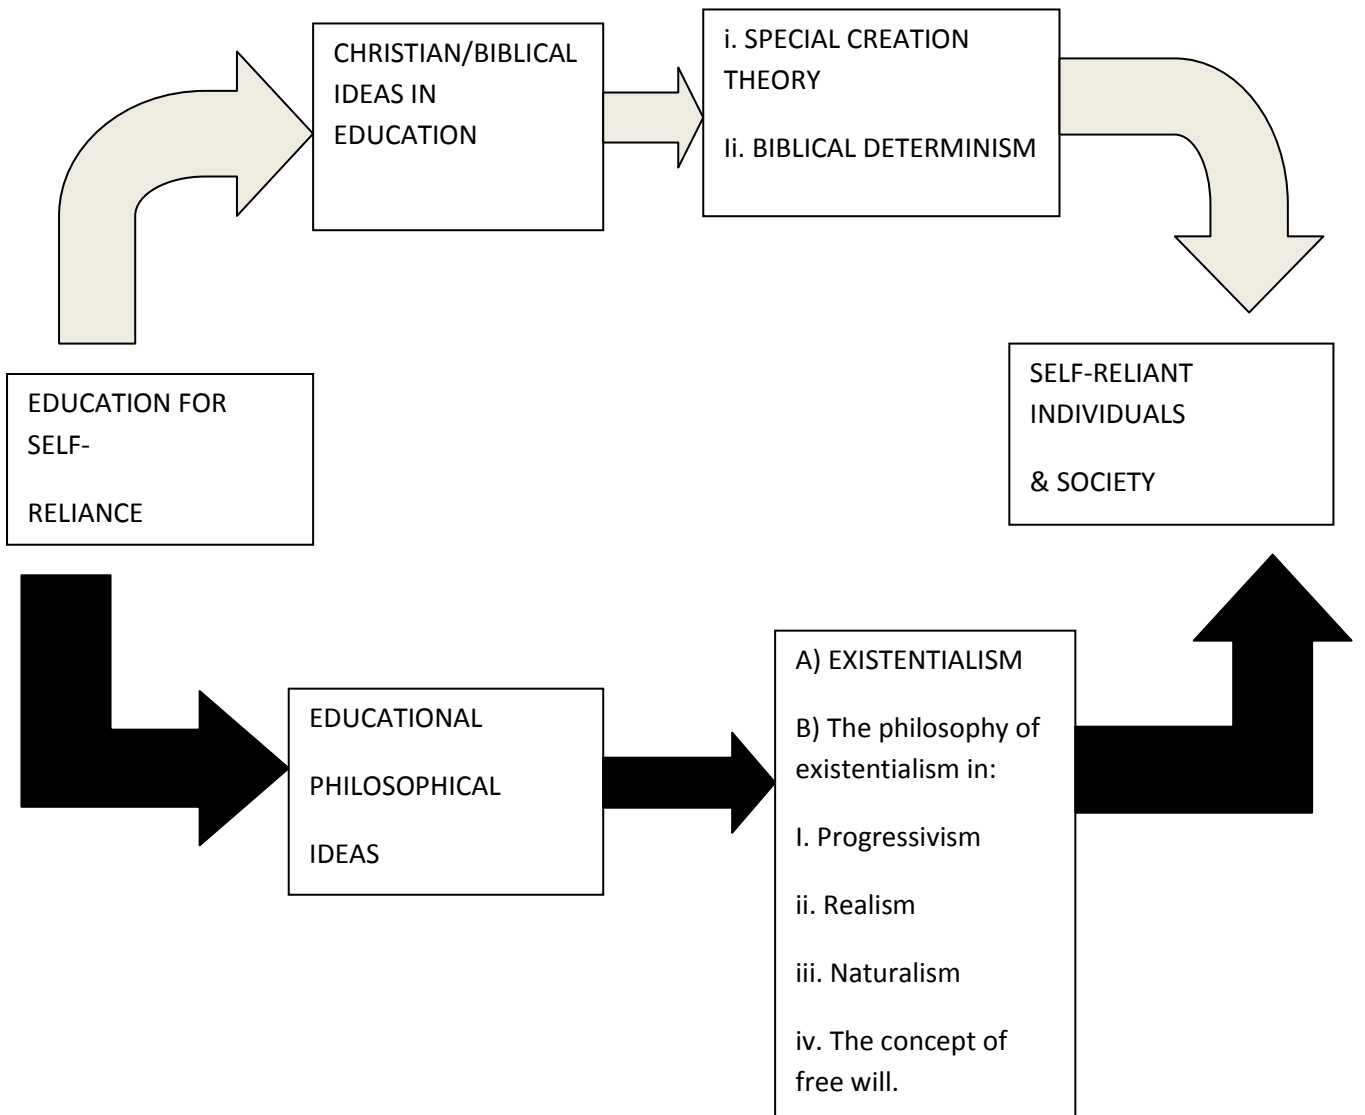 CHRISTIAN/BIBLICAL
IDEAS IN
EDUCATION
i. SPECIAL CREATION
THEORY
Ii. BIBLICAL DETERMINISM
EDUCATION FOR
SELF-
RELIANCE
SELF-RELIANT
INDIVIDUALS
& SOCIETY
EDUCATIONAL
PHILOSOPHICAL
IDEAS
A) EXISTENTIALISM
B) The philosophy of
existentialism in:
I. Progressivism
ii. Realism
iii. Naturalism
iv. The concept of
free will.